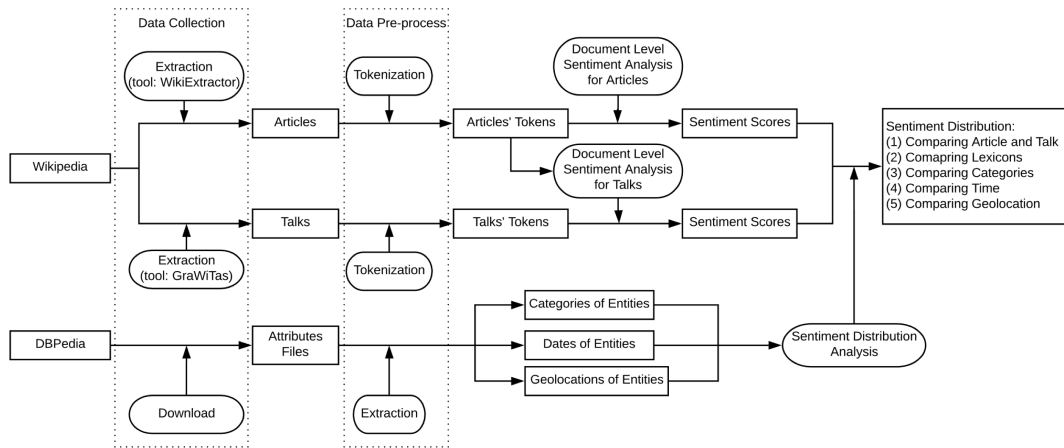 Data Collection
Data Pre-process
Extraction
(tool: WikiExtractor)
Tokenization
Document Level
Sentiment Analysis
for Articles
Articles
Articles' Tokens
Sentiment Scores
Wikipedia
Document Level
Sentiment Analysis
for Talks
Sentiment Distribution:
(1) Comparing Article and Talk
(2) Comaprling Lexicons
(3) Comparing Categories
(4) Comparing Time
(5) Comparing Geolocation
Talks
Talks' Tokens
Sentiment Scores
Extraction
(tool: GraWiTas)
Tokenization
Categories of Entities
DBPedia
Attributes
Files
Dates of Entities
Sentiment Distribution
Analysis
Geolocations of Entities
Download
Extraction